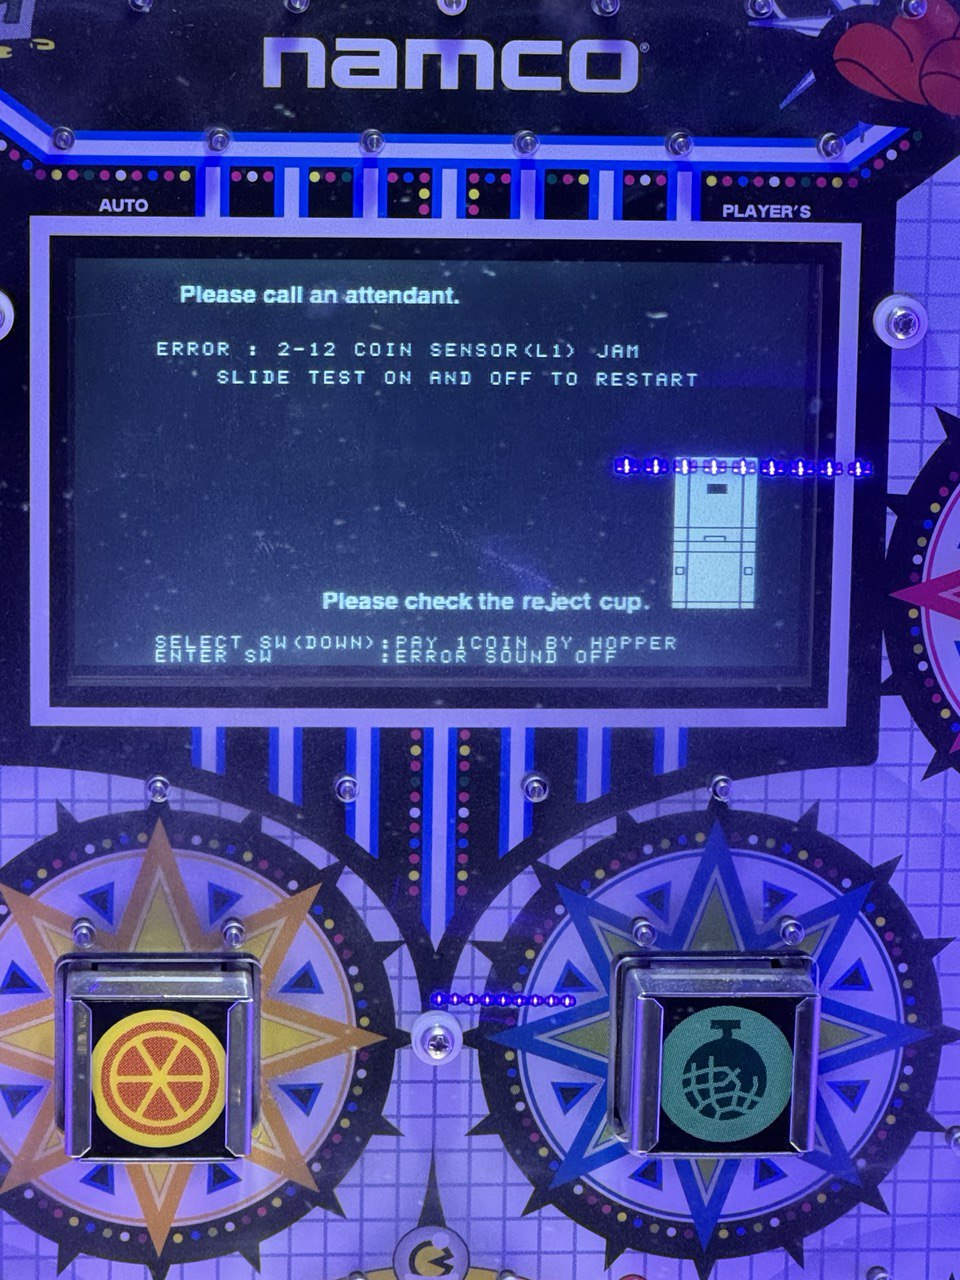 namco®
AUTO
PLAYER'S
Please call an attendant.
ERROR : 2-12 COIN SENSOR(L1) JAM
SLIDE TEST ON AND OFF TO RESTART
Please check the reject cup.
SELECT SW(DOWN):PAY 1COIN BY HOPPER
ENTER SW :ERROR SOUND OFF